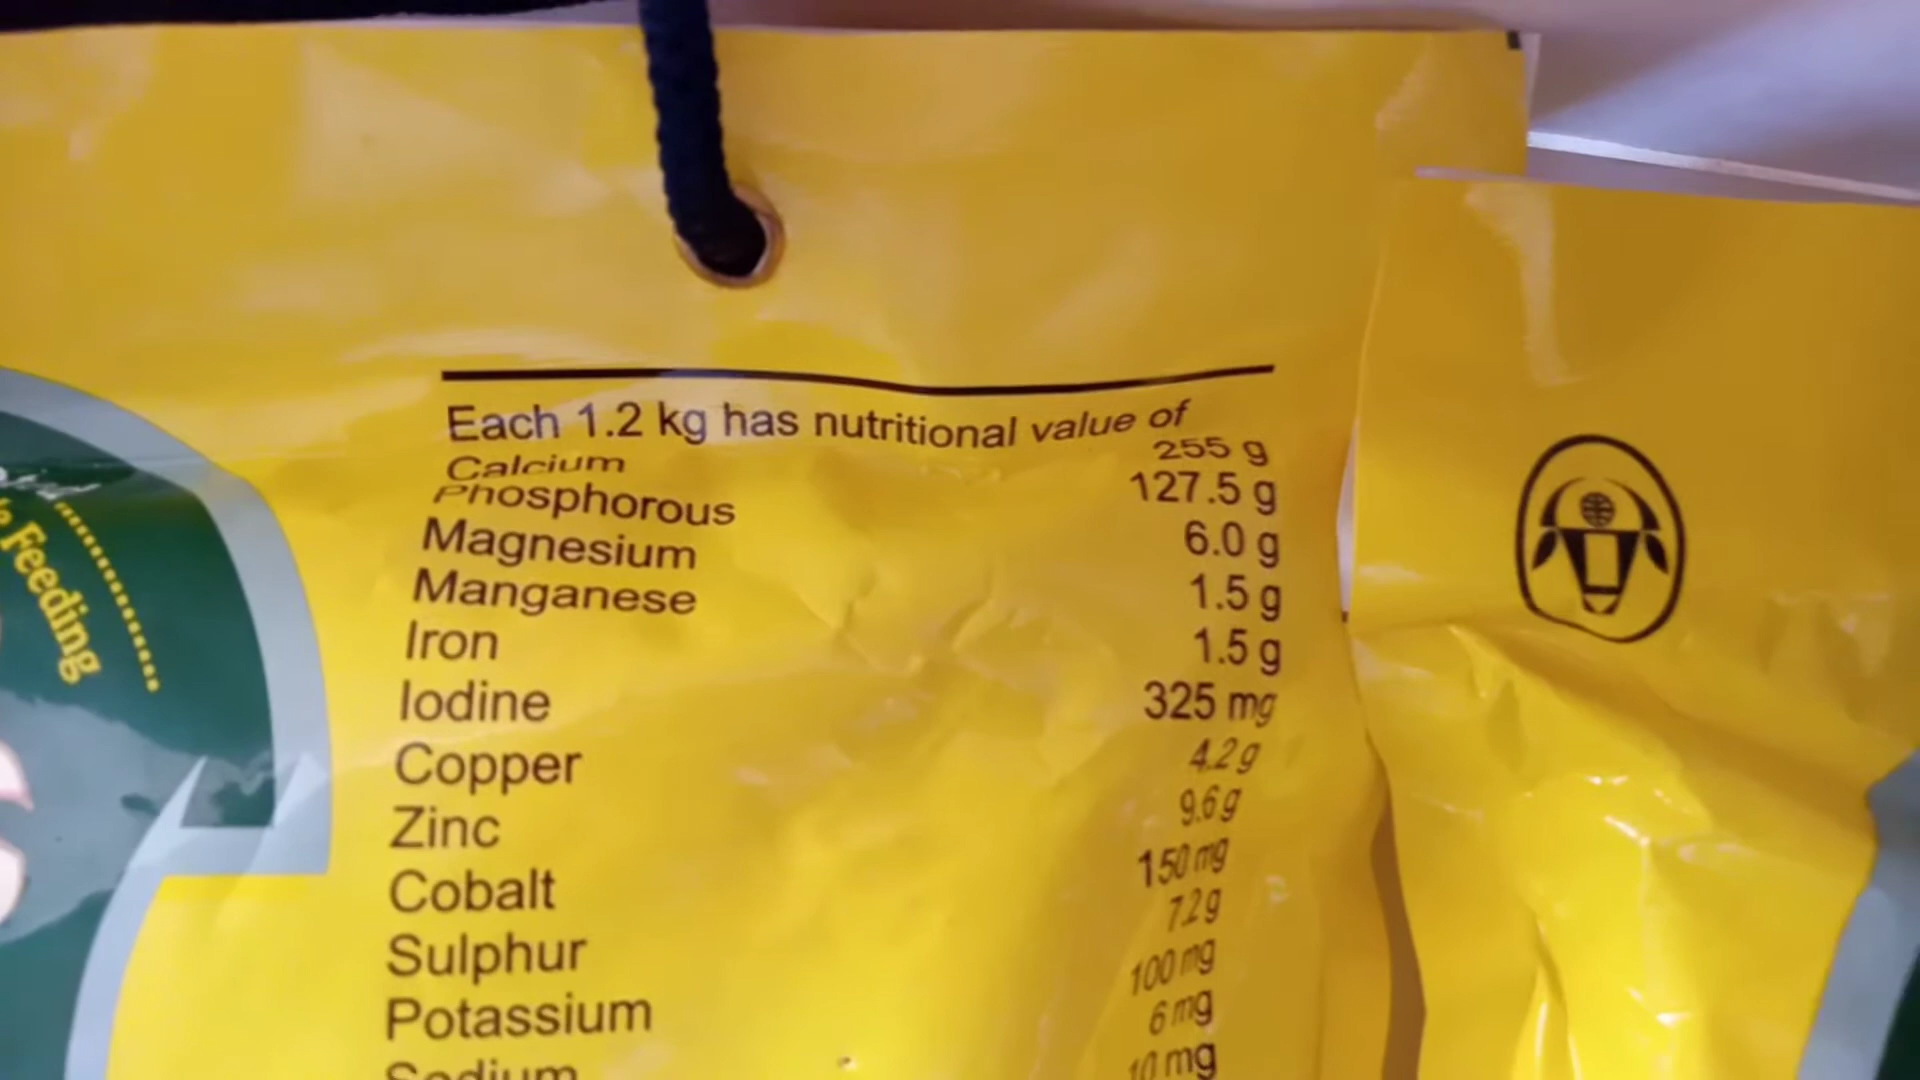 Each 1.2 kg has nutritional value of
Calcium 255 g
Phosphorous 127.5 g
Magnesium 6.0 g
Manganese 1.5 g
Iron 1.5 g
Iodine 325 mg
Copper 4.2 g
Zinc 9.6 g
Cobalt 150 mg
Sulphur 7.2 g
Potassium 100 mg
Sodium 6 mg
10 mg
Feeding